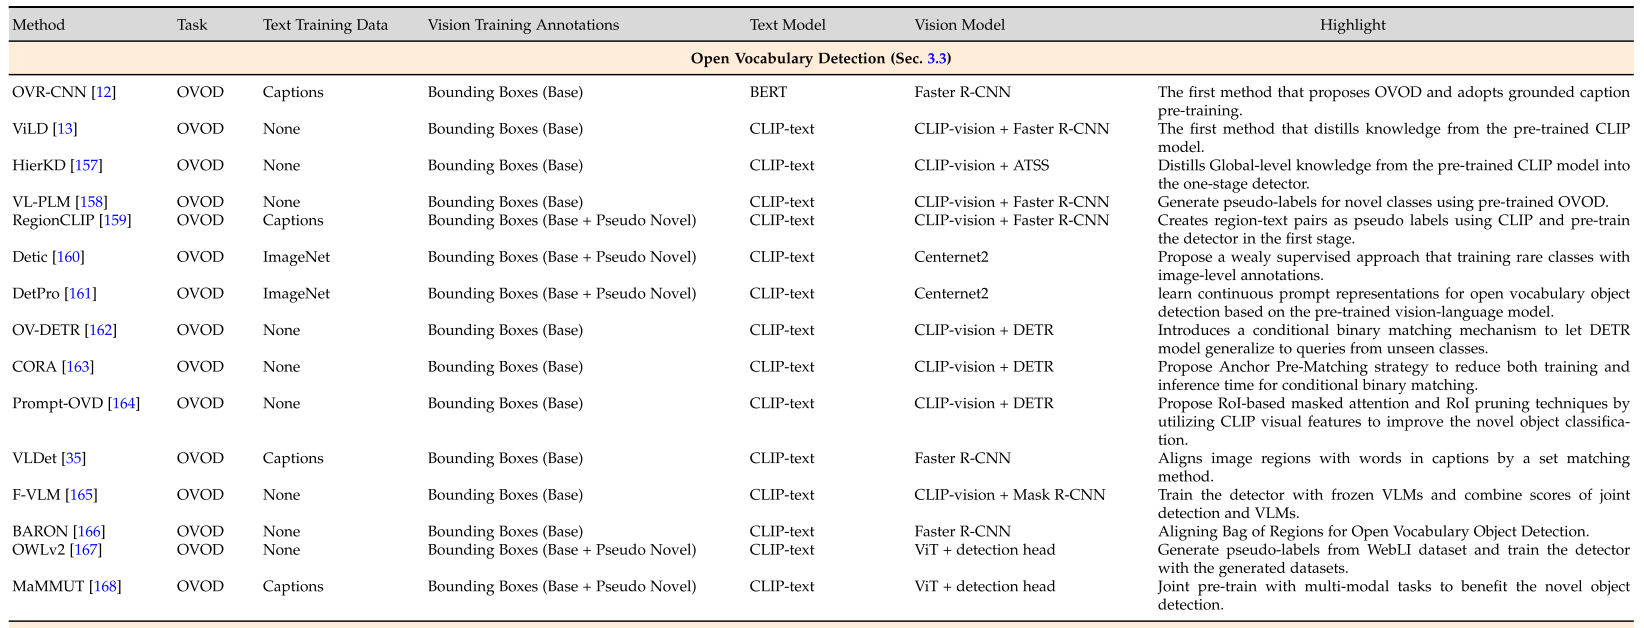 Method Task Text Training Data Vision Training Annotations Text Model Vision Model Highlight
Open Vocabulary Detection (Sec. 3.3)
OVR-CNN [12] OVOD Captions Bounding Boxes (Base) BERT Faster R-CNN The first method that proposes OVOD and adopts grounded caption
pre-training.
ViLD [13] OVOD None Bounding Boxes (Base) CLIP-text CLIP-vision + Faster R-CNN The first method that distills knowledge from the pre-trained CLIP
model.
HierKD [157] OVOD None Bounding Boxes (Base) CLIP-text CLIP-vision + ATSS Distills Global-level knowledge from the pre-trained CLIP model into
the one-stage detector.
VL-PLM [158] OVOD None Bounding Boxes (Base) CLIP-text CLIP-vision + Faster R-CNN Generate pseudo-labels for novel classes using pre-trained OVOD.
RegionCLIP [159] OVOD Captions Bounding Boxes (Base + Pseudo Novel) CLIP-text CLIP-vision + Faster R-CNN Creates region-text pairs as pseudo labels using CLIP and pre-train
the detector in the first stage.
Detic [160] OVOD ImageNet Bounding Boxes (Base + Pseudo Novel) CLIP-text Centernet2 Propose a wealy supervised approach that training rare classes with
image-level annotations.
DetPro [161] OVOD ImageNet Bounding Boxes (Base + Pseudo Novel) CLIP-text Centernet2 learn continuous prompt representations for open vocabulary object
detection based on the pre-trained vision-language model.
OV-DETR [162] OVOD None Bounding Boxes (Base) CLIP-text CLIP-vision + DETR Introduces a conditional binary matching mechanism to let DETR
model generalize to queries from unseen classes.
CORA [163] OVOD None Bounding Boxes (Base) CLIP-text CLIP-vision + DETR Propose Anchor Pre-Matching strategy to reduce both training and
inference time for conditional binary matching.
Prompt-OVD [164] OVOD None Bounding Boxes (Base) CLIP-text CLIP-vision + DETR Propose RoI-based masked attention and RoI pruning techniques by
utilizing CLIP visual features to improve the novel object classifica-
tion.
VLDet [35] OVOD Captions Bounding Boxes (Base) CLIP-text Faster R-CNN Aligns image regions with words in captions by a set matching
method.
F-VLM [165] OVOD None Bounding Boxes (Base) CLIP-text CLIP-vision + Mask R-CNN Train the detector with frozen VLMs and combine scores of joint
detection and VLMs.
BARON [166] OVOD None Bounding Boxes (Base) CLIP-text Faster R-CNN Aligning Bag of Regions for Open Vocabulary Object Detection.
OWLv2 [167] OVOD None Bounding Boxes (Base + Pseudo Novel) CLIP-text ViT + detection head Generate pseudo-labels from WebLI dataset and train the detector
with the generated datasets.
MaMMUT [168] OVOD Captions Bounding Boxes (Base + Pseudo Novel) CLIP-text ViT + detection head Joint pre-train with multi-modal tasks to benefit the novel object
detection.